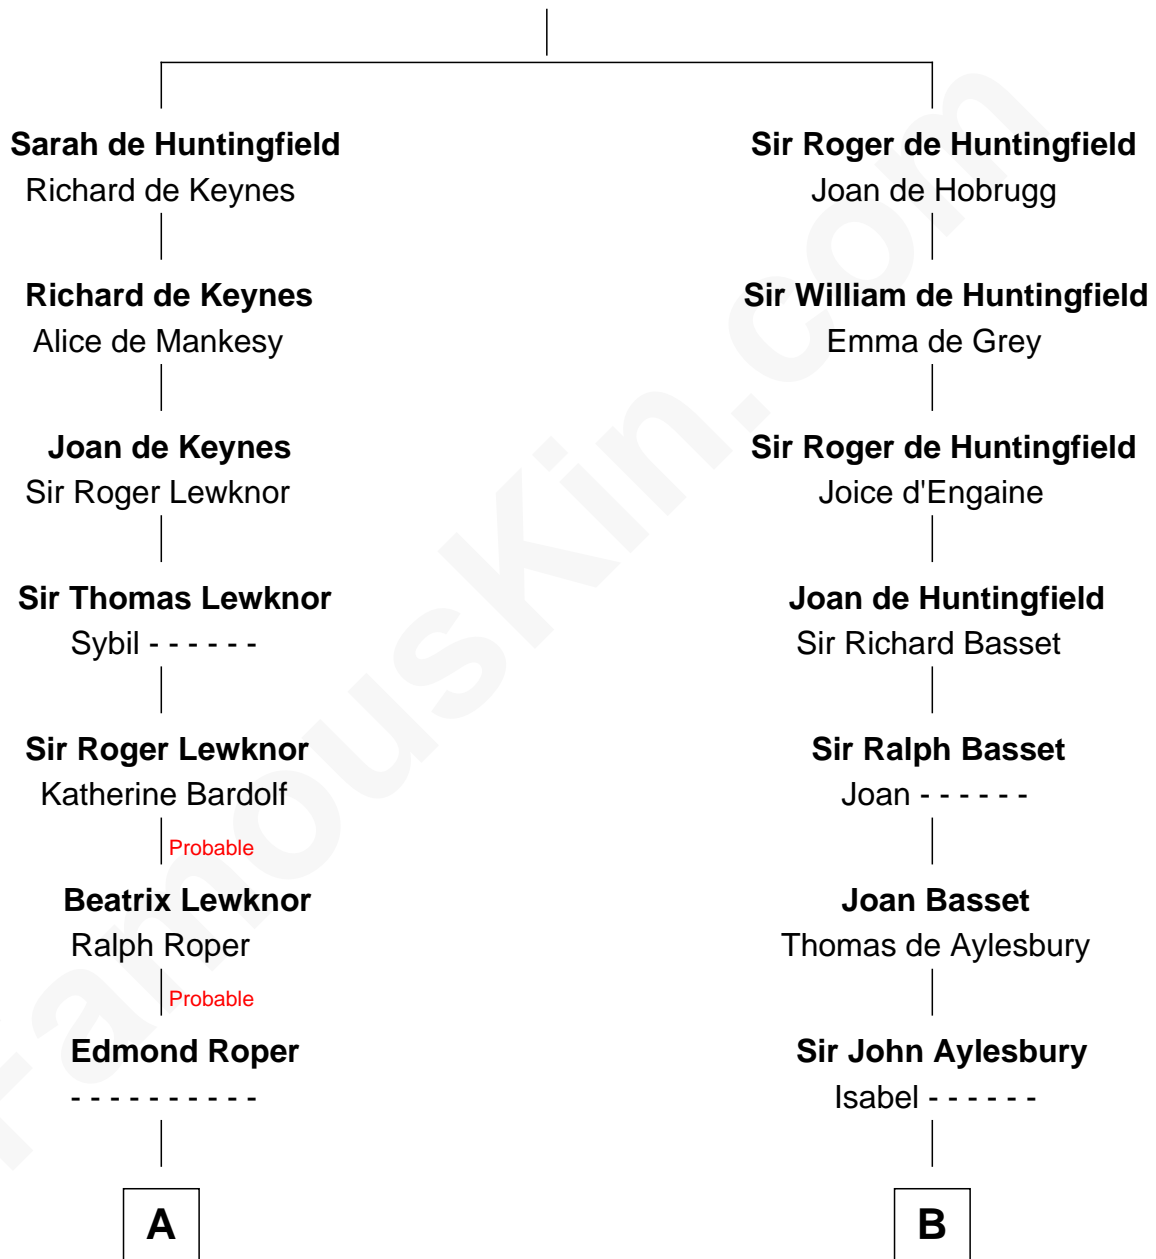 Sarah de Huntingfield
Richard de Keynes
Richard de Keynes
Alice de Mankesy
Joan de Keynes
Sir Roger Lewknor
Sir Thomas Lewknor
Sybil - - - - - -
Sir Roger Lewknor
Katherine Bardolf
Probable
Beatrix Lewknor
Ralph Roper
Probable
Edmond Roper
- - - - - - - - - -
A
Sir Roger de Huntingfield
Joan de Hobrugg
Sir William de Huntingfield
Emma de Grey
Sir Roger de Huntingfield
Joice d'Engaine
Joan de Huntingfield
Sir Richard Basset
Sir Ralph Basset
Joan - - - - - -
Joan Basset
Thomas de Aylesbury
Sir John Aylesbury
Isabel - - - - - -
B
FamousKin.com